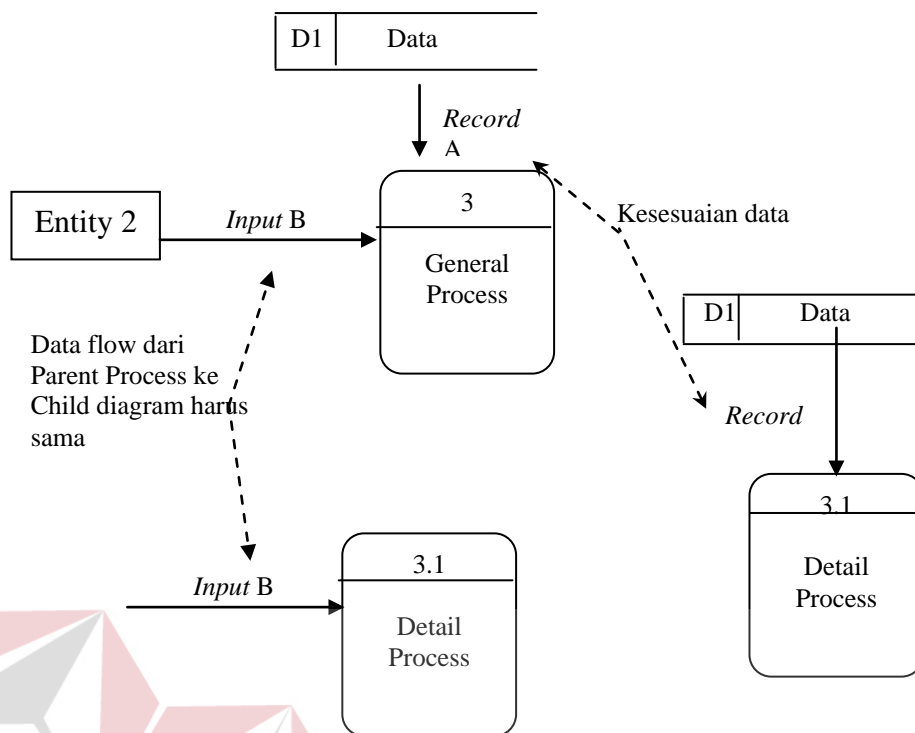 D1 Data
Record
A
3
Entity 2
Input B
Kesesuaian data
General
Process
D1 Data
Data flow dari
Parent Process ke
Child diagram harus
sama
Record
3.1
3.1
Detail
Process
Input B
Detail
Process